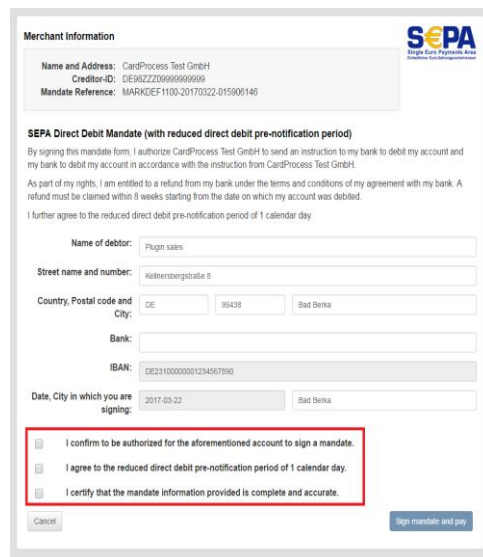 Merchant Information
S€PA
Single Euro Payments Area
Einheitlicher Euro-Zahlungsverkehrsraum
Name and Address: CardProcess Test GmbH
Creditor-ID: DE98ZZZ09999999999
Mandate Reference: MARKDEF1100-20170322-015906146
SEPA Direct Debit Mandate (with reduced direct debit pre-notification period)
By signing this mandate form, I authorize CardProcess Test GmbH to send an instruction to my bank to debit my account and
my bank to debit my account in accordance with the instruction from CardProcess Test GmbH.
As part of my rights, I am entitled to a refund from my bank under the terms and conditions of my agreement with my bank. A
refund must be claimed within 8 weeks starting from the date on which my account was debited.
I further agree to the reduced direct debit pre-notification period of 1 calendar day.
Name of debtor: Plugin sales
Street name and number: Kellnersbergstraße 8
Country, Postal code and
City: DE 99438 Bad Berka
Bank:
IBAN: DE23100000001234567890
Date, City in which you are
signing: 2017-03-22 Bad Berka
I confirm to be authorized for the aforementioned account to sign a mandate.
I agree to the reduced direct debit pre-notification period of 1 calendar day.
I certify that the mandate information provided is complete and accurate.
Cancel Sign mandate and pay